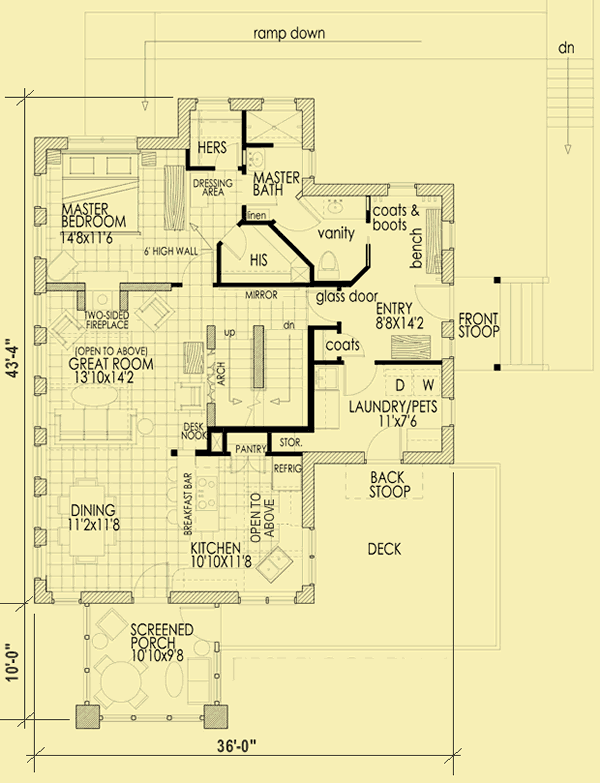 ramp down
dn
HERS
DRESSING
AREA
MASTER
BATH
linen
MASTER
BEDROOM
14'8x11'6
6' HIGH WALL
HIS
vanity
coats &
boots
bench
MIRROR
glass door
ENTRY
8'8X14'2
FRONT
STOOP
TWO-SIDED
FIREPLACE
up
dn
coats
(OPEN TO ABOVE)
GREAT ROOM
13'10x14'2
ARCH
D W
LAUNDRY/PETS
11'x7'6
DESK
NOOK
PANTRY
STOR.
REFRIG
BACK
STOOP
BREAKFAST BAR
OPEN TO
ABOVE
DINING
11'2x11'8
KITCHEN
10'10X11'8
DECK
SCREENED
PORCH
10'10x9'8
43'-4"
10'-0"
36'-0"